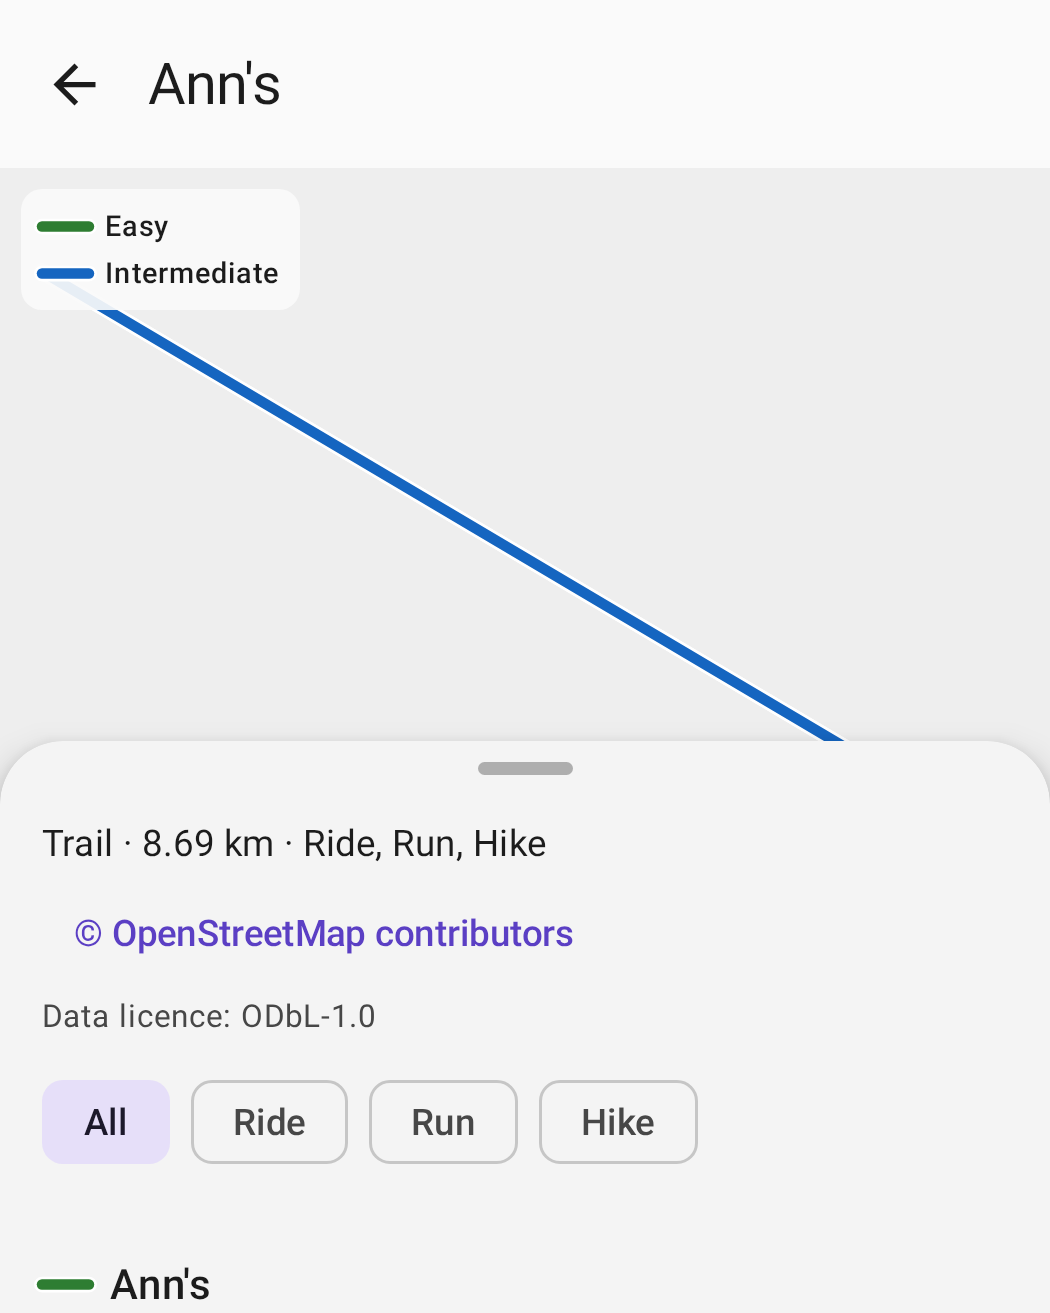 Ann's
Easy
Intermediate
Trail · 8.69 km · Ride, Run, Hike
© OpenStreetMap contributors
Data licence: ODbL-1.0
All Ride Run Hike
Ann's